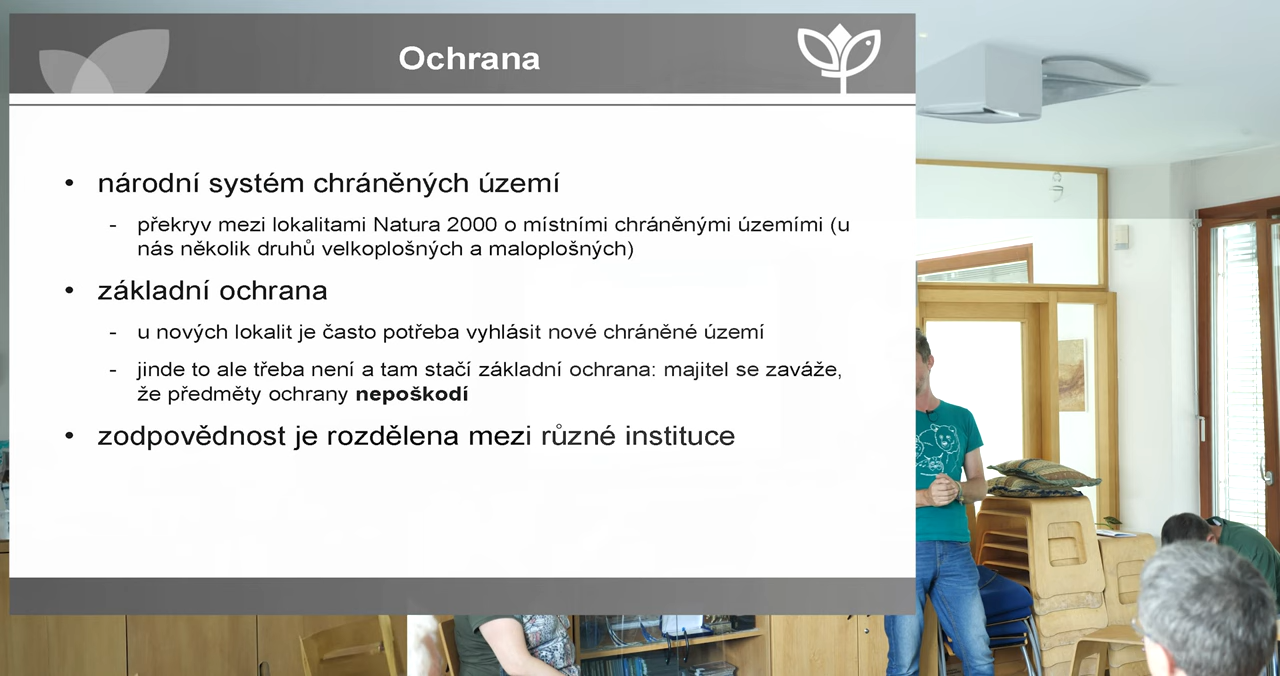 Ochrana
• národní systém chráněných území
- překryv mezi lokalitami Natura 2000 o místními chráněnými územími (u
nás několik druhů velkoplošných a maloplošných)
• základní ochrana
- u nových lokalit je často potřeba vyhlásit nové chráněné území
- jinde to ale třeba není a tam stačí základní ochrana: majitel se zaváže,
že předměty ochrany nepoškodí
• zodpovědnost je rozdělena mezi různé instituce